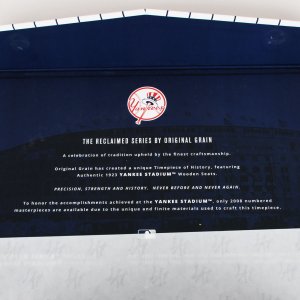 Yankees
THE RECLAIMED SERIES BY ORIGINAL GRAIN
A celebration of tradition upheld by the finest craftsmanship.
Original Grain has created a unique Timepiece of History, featuring
Authentic 1923 YANKEE STADIUM™ Wooden Seats.
PRECISION, STRENGTH AND HISTORY. NEVER BEFORE AND NEVER AGAIN.
To honor the accomplishments achieved at the YANKEE STADIUM™, only 2008 numbered
masterpieces are available due to the unique and finite materials used to craft this timepiece.